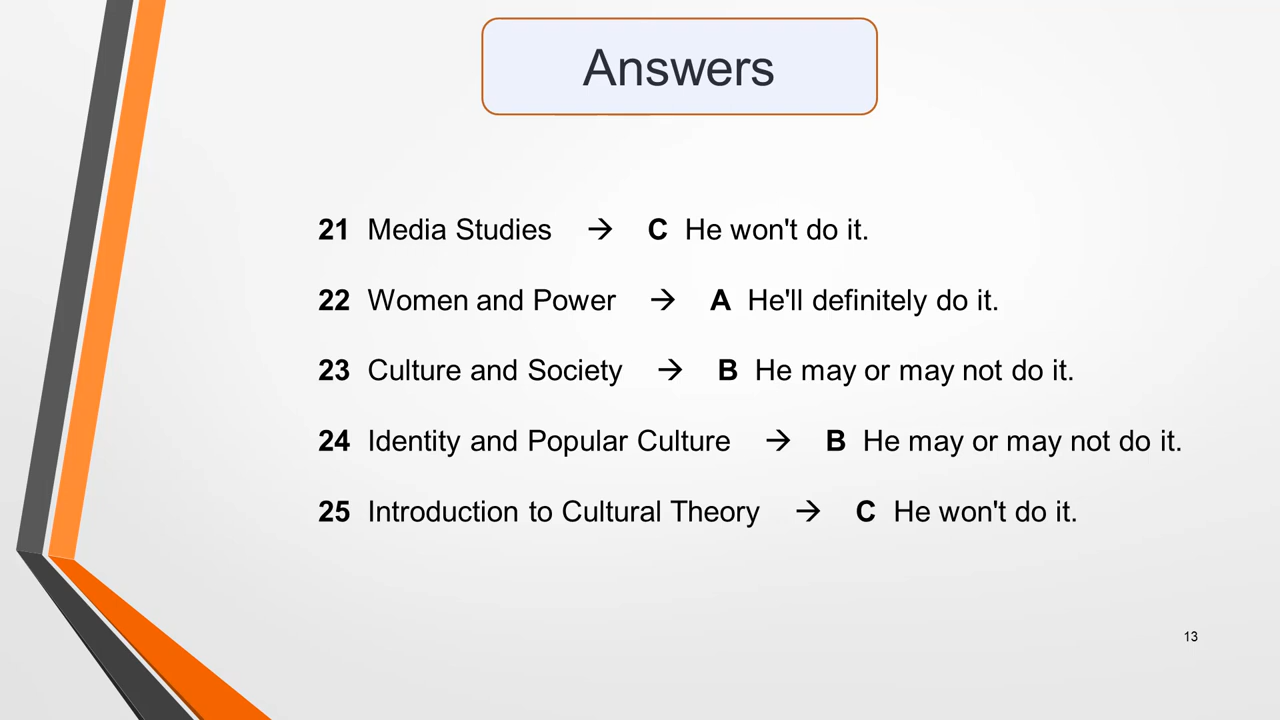 Answers
21 Media Studies → C He won't do it.
22 Women and Power → A He'll definitely do it.
23 Culture and Society → B He may or may not do it.
24 Identity and Popular Culture → B He may or may not do it.
25 Introduction to Cultural Theory → C He won't do it.
13